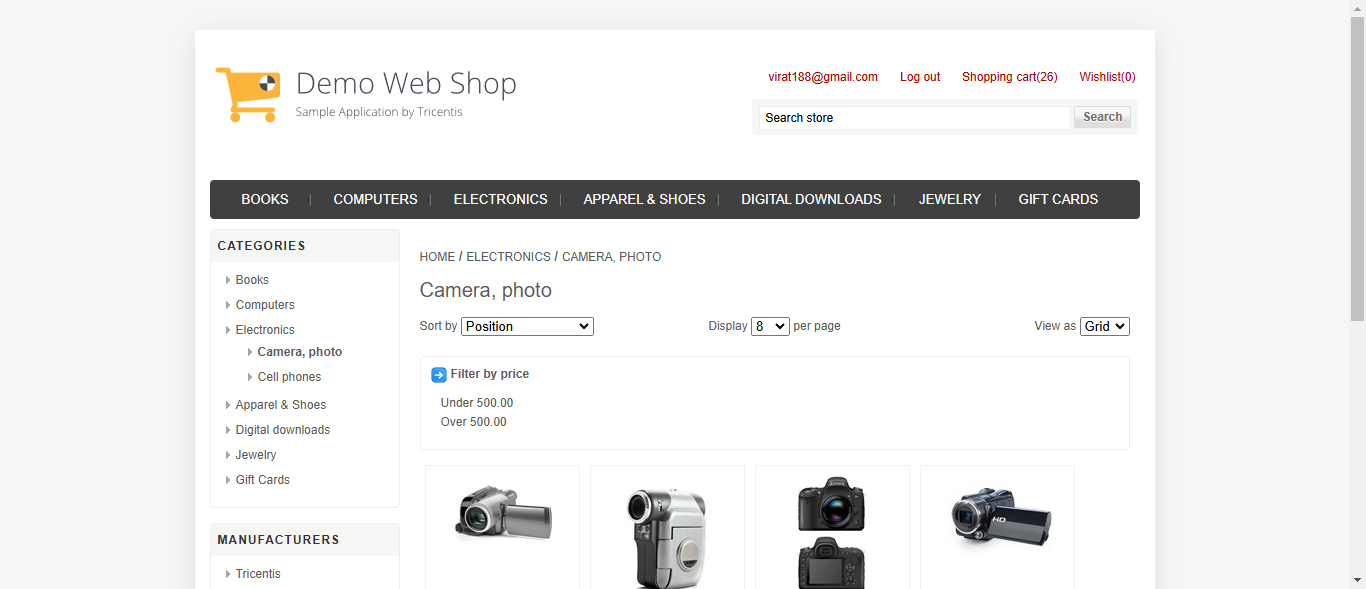 Demo Web Shop
Sample Application by Tricentis
virat188@gmail.com Log out Shopping cart(26) Wishlist(0)
Search store Search
BOOKS COMPUTERS ELECTRONICS APPAREL & SHOES DIGITAL DOWNLOADS JEWELRY GIFT CARDS
CATEGORIES
Books
Computers
Electronics
Camera, photo
Cell phones
Apparel & Shoes
Digital downloads
Jewelry
Gift Cards
MANUFACTURERS
Tricentis
HOME / ELECTRONICS / CAMERA, PHOTO
Camera, photo
Sort by Position Display 8 per page View as Grid
Filter by price
Under 500.00
Over 500.00
HD